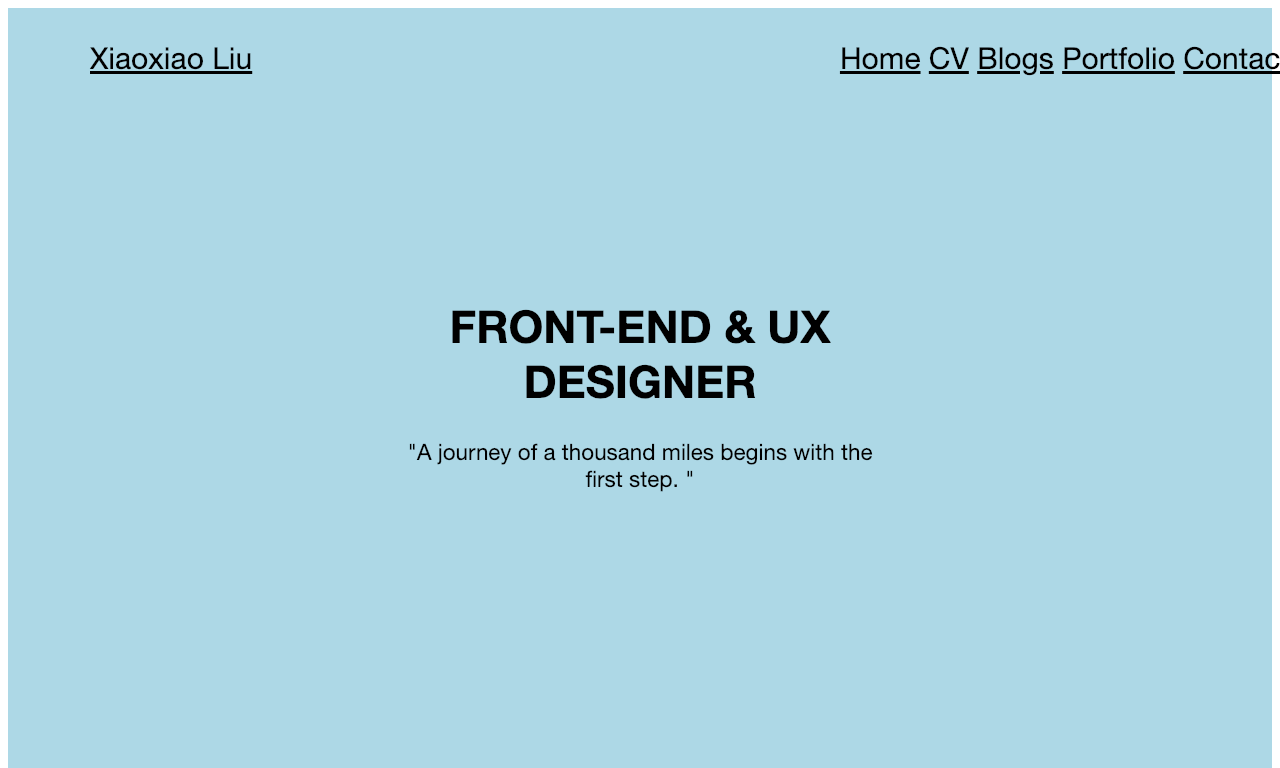 Xiaoxiao Liu Home CV Blogs Portfolio Contac
FRONT-END & UX
DESIGNER
"A journey of a thousand miles begins with the
first step. "